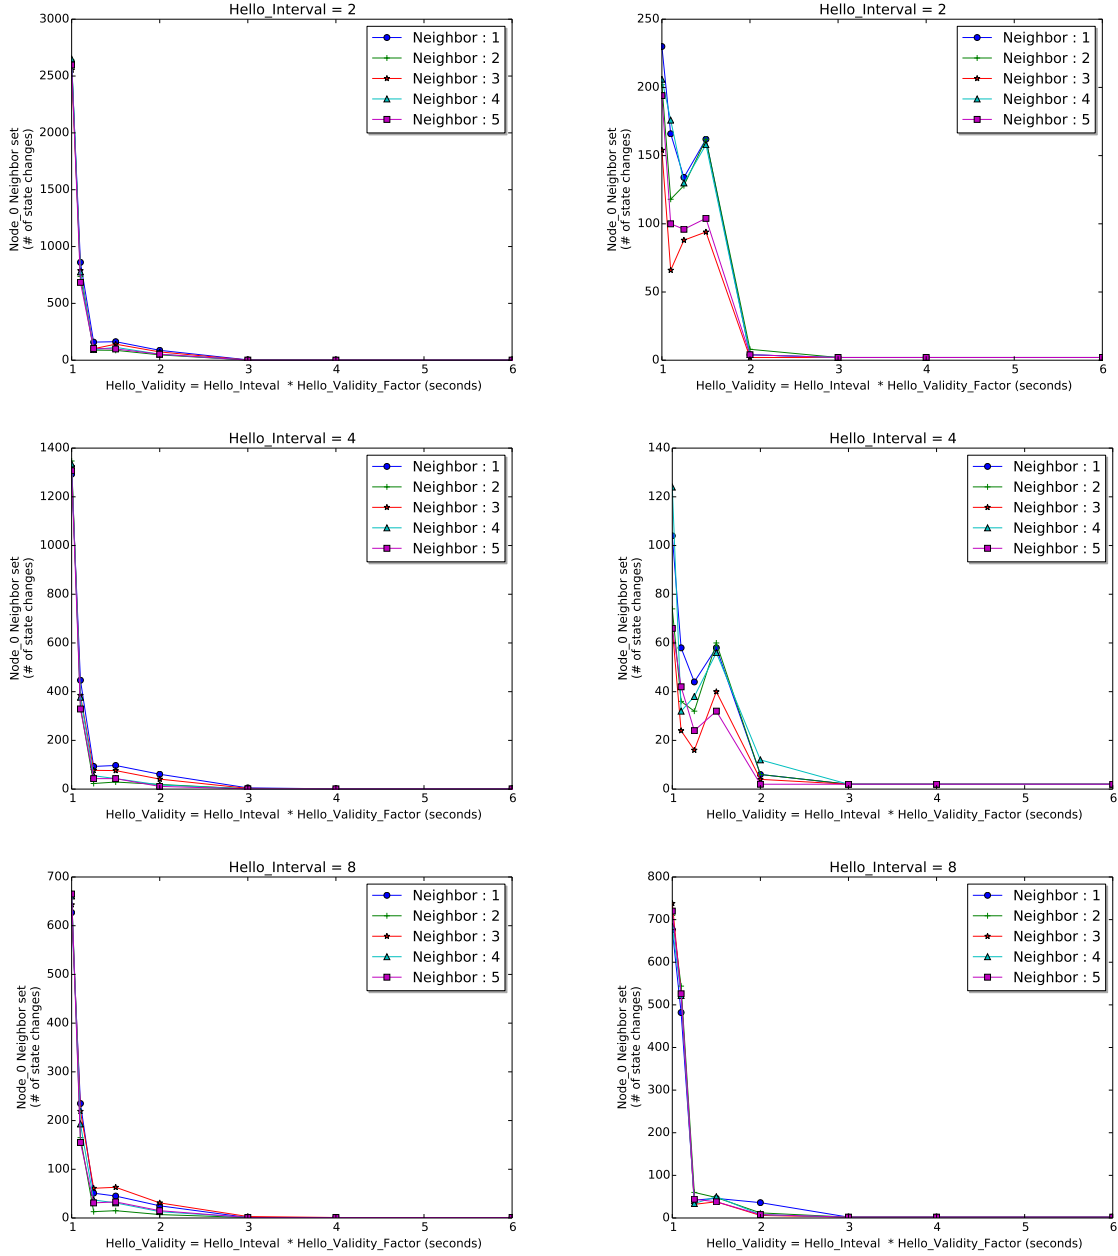 Hello_Interval = 2
3000
2500
2000
1500
1000
500
0
Node_0 Neighbor set
(# of state changes)
Neighbor : 1
Neighbor : 2
Neighbor : 3
Neighbor : 4
Neighbor : 5
1 2 3 4 5 6
Hello_Validity = Hello_Inteval * Hello_Validity_Factor (seconds)
Hello_Interval = 2
250
200
150
100
50
0
Node_0 Neighbor set
(# of state changes)
Neighbor : 1
Neighbor : 2
Neighbor : 3
Neighbor : 4
Neighbor : 5
1 2 3 4 5 6
Hello_Validity = Hello_Inteval * Hello_Validity_Factor (seconds)
Hello_Interval = 4
1400
1200
1000
800
600
400
200
0
Node_0 Neighbor set
(# of state changes)
Neighbor : 1
Neighbor : 2
Neighbor : 3
Neighbor : 4
Neighbor : 5
1 2 3 4 5 6
Hello_Validity = Hello_Inteval * Hello_Validity_Factor (seconds)
Hello_Interval = 4
140
120
100
80
60
40
20
0
Node_0 Neighbor set
(# of state changes)
Neighbor : 1
Neighbor : 2
Neighbor : 3
Neighbor : 4
Neighbor : 5
1 2 3 4 5 6
Hello_Validity = Hello_Inteval * Hello_Validity_Factor (seconds)
Hello_Interval = 8
700
600
500
400
300
200
100
0
Node_0 Neighbor set
(# of state changes)
Neighbor : 1
Neighbor : 2
Neighbor : 3
Neighbor : 4
Neighbor : 5
1 2 3 4 5 6
Hello_Validity = Hello_Inteval * Hello_Validity_Factor (seconds)
Hello_Interval = 8
800
700
600
500
400
300
200
100
0
Node_0 Neighbor set
(# of state changes)
Neighbor : 1
Neighbor : 2
Neighbor : 3
Neighbor : 4
Neighbor : 5
1 2 3 4 5 6
Hello_Validity = Hello_Inteval * Hello_Validity_Factor (seconds)